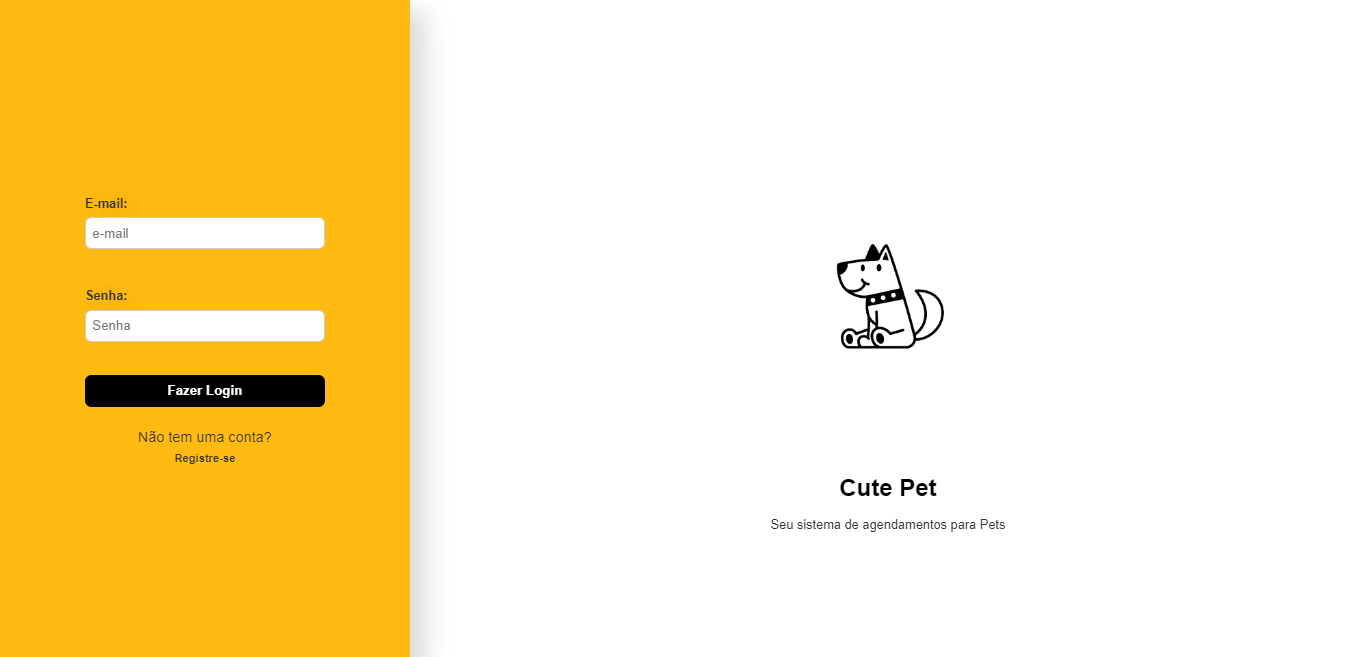 E-mail:
e-mail
Senha:
Senha
Fazer Login
Não tem uma conta?
Registre-se
Cute Pet
Seu sistema de agendamentos para Pets